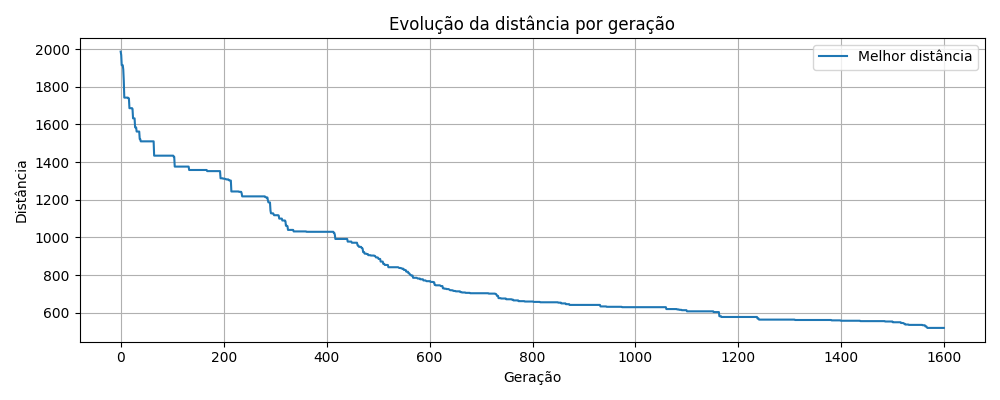 Evolução da distância por geração
Melhor distância
Distância
2000
1800
1600
1400
1200
1000
800
600
0 200 400 600 800 1000 1200 1400 1600
Geração